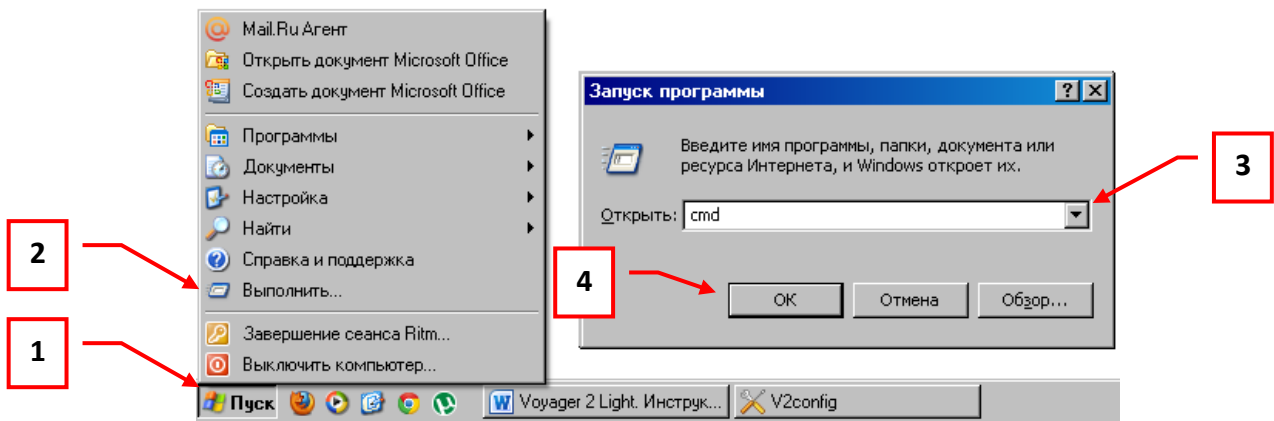 Mail.Ru Агент
Открыть документ Microsoft Office
Создать документ Microsoft Office
Программы
Документы
Настройка
Найти
Справка и поддержка
Выполнить...
Завершение сеанса Ritm...
Выключить компьютер...
Пуск
Voyager 2 Light. Инструк...
V2config
Запуск программы
Введите имя программы, папки, документа или
ресурса Интернета, и Windows откроет их.
Открыть: cmd
ОК
Отмена
Обзор...
1
2
3
4